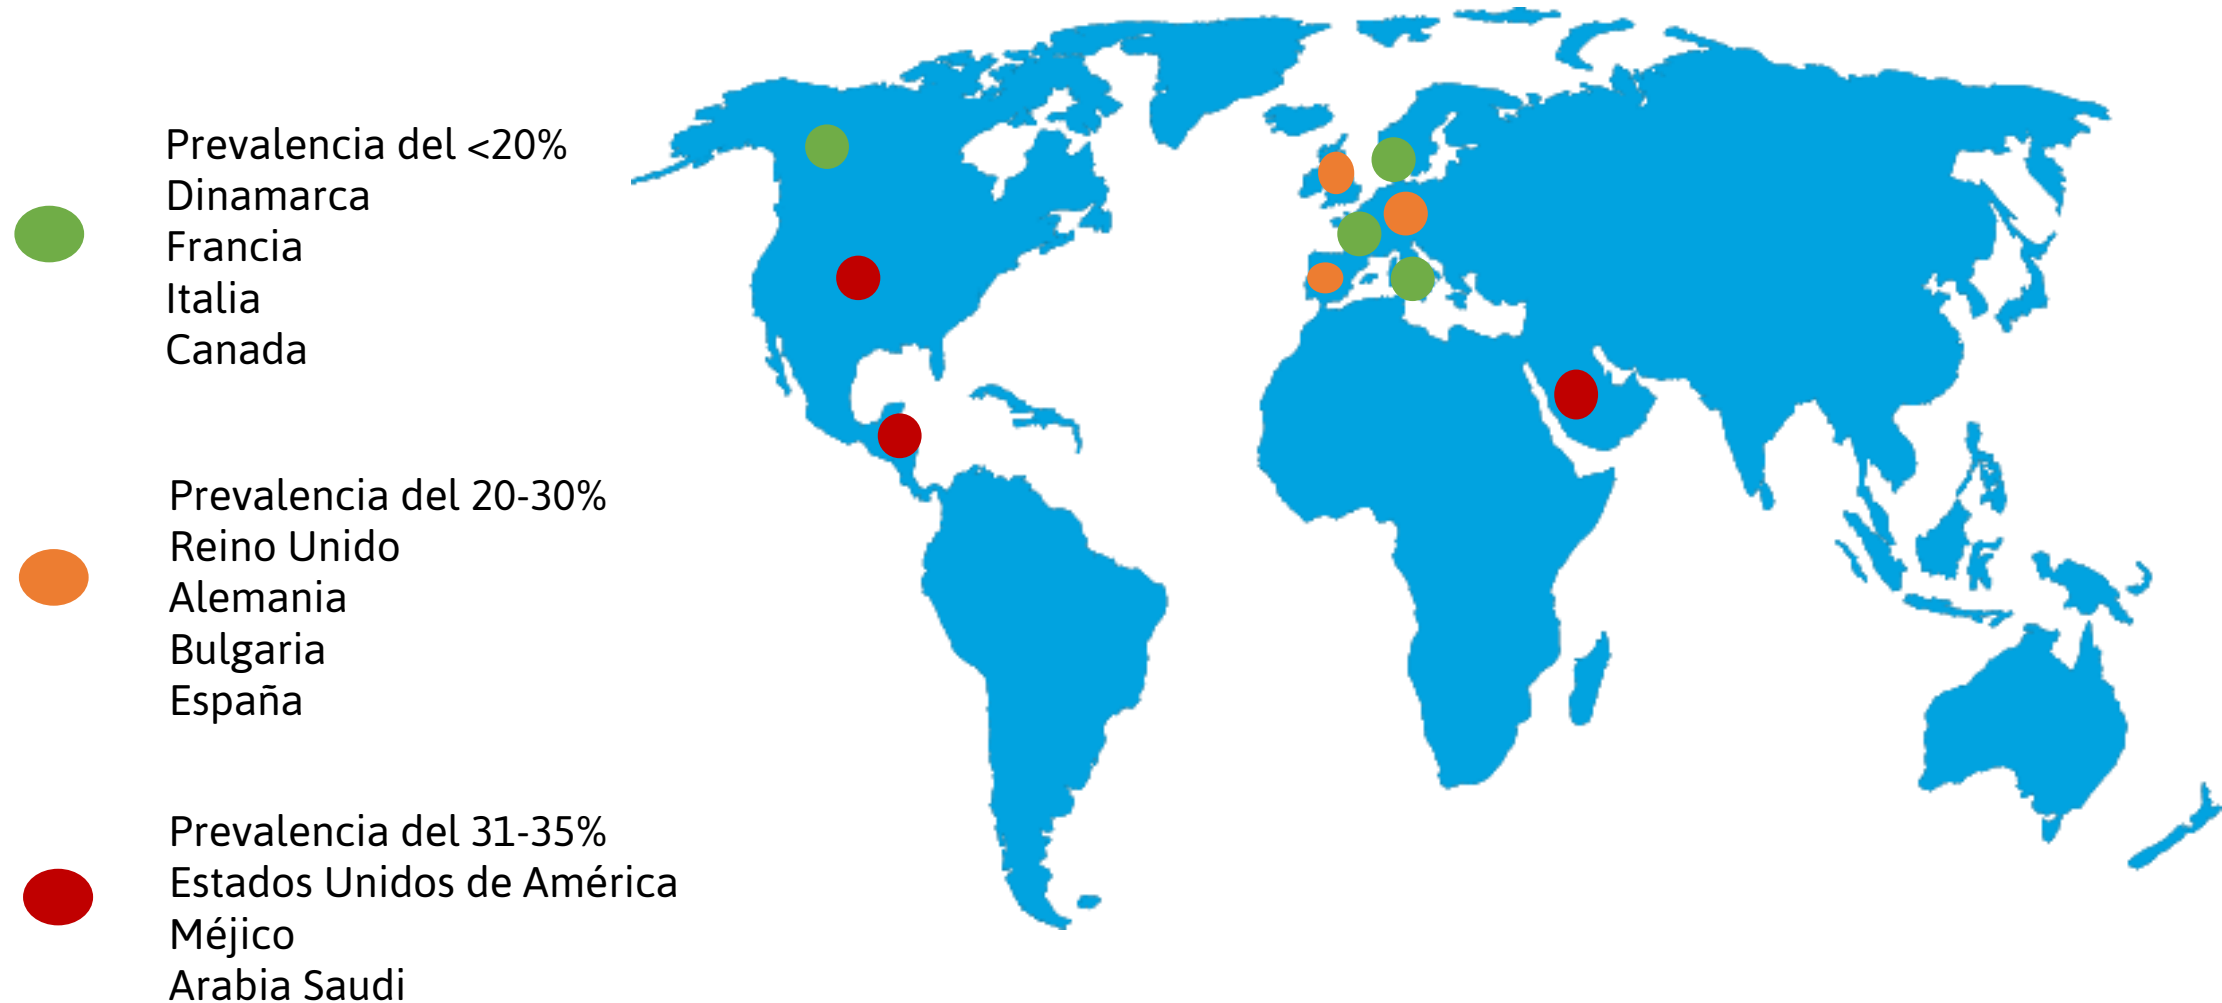 Prevalencia del <20%
Dinamarca
Francia
Italia
Canada
Prevalencia del 20-30%
Reino Unido
Alemania
Bulgaria
España
Prevalencia del 31-35%
Estados Unidos de América
Méjico
Arabia Saudi